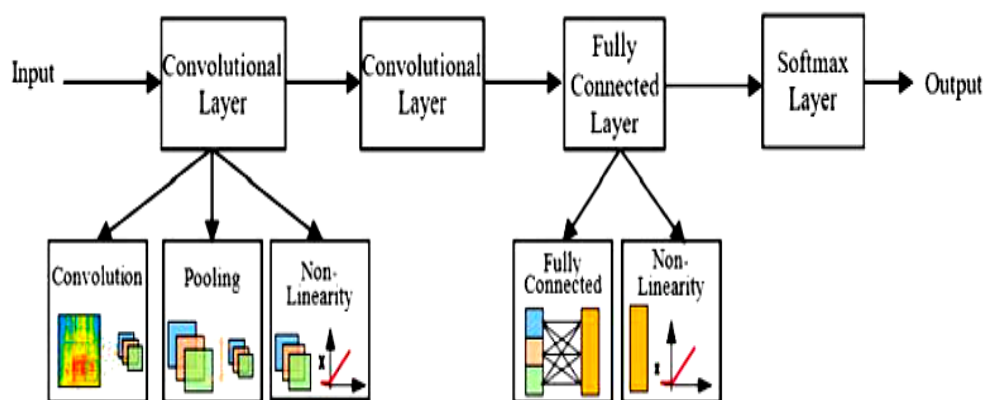 Input
Convolutional
Layer
Convolutional
Layer
Fully
Connected
Layer
Softmax
Layer
Output
Convolution
Pooling
Non-
Linearity
x
Fully
Connected
Non-
Linearity
x